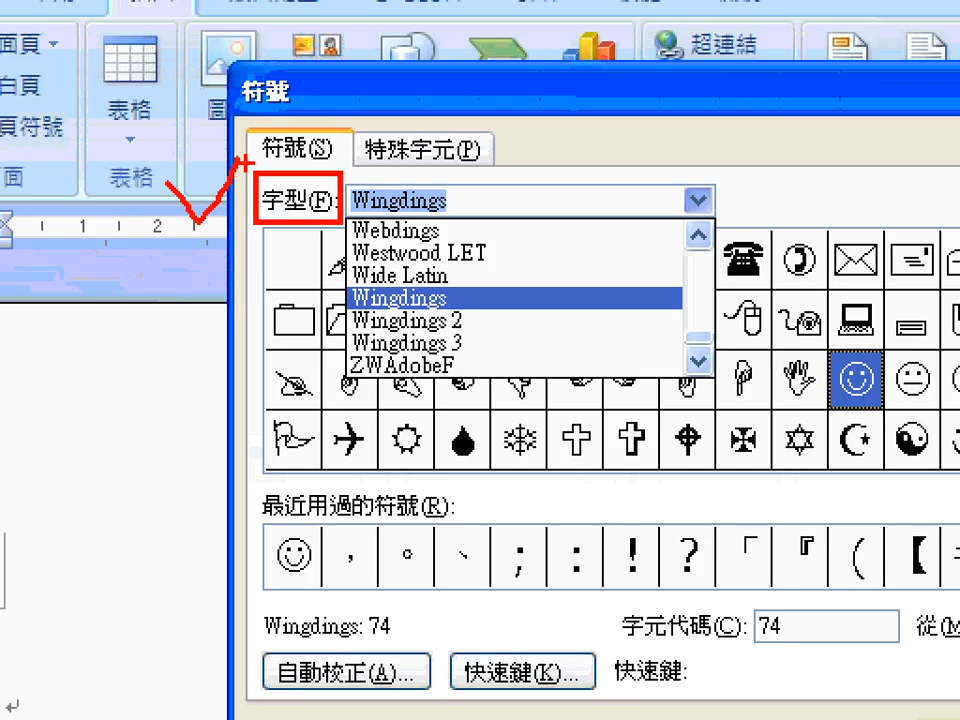 面頁
白頁
頁符號
面
表格
表格
圖
超連結
1 2
符號
符號(S)
特殊字元(P)
字型(F):
Wingdings
Webdings
Westwood LET
Wide Latin
Wingdings
Wingdings 2
Wingdings 3
ZWAdobeF
最近用過的符號(R):
, 。 、 ; : ! ? 「 『 ( 【
Wingdings: 74
字元代碼(C): 74
從(M
自動校正(A)...
快速鍵(K)...
快速鍵: